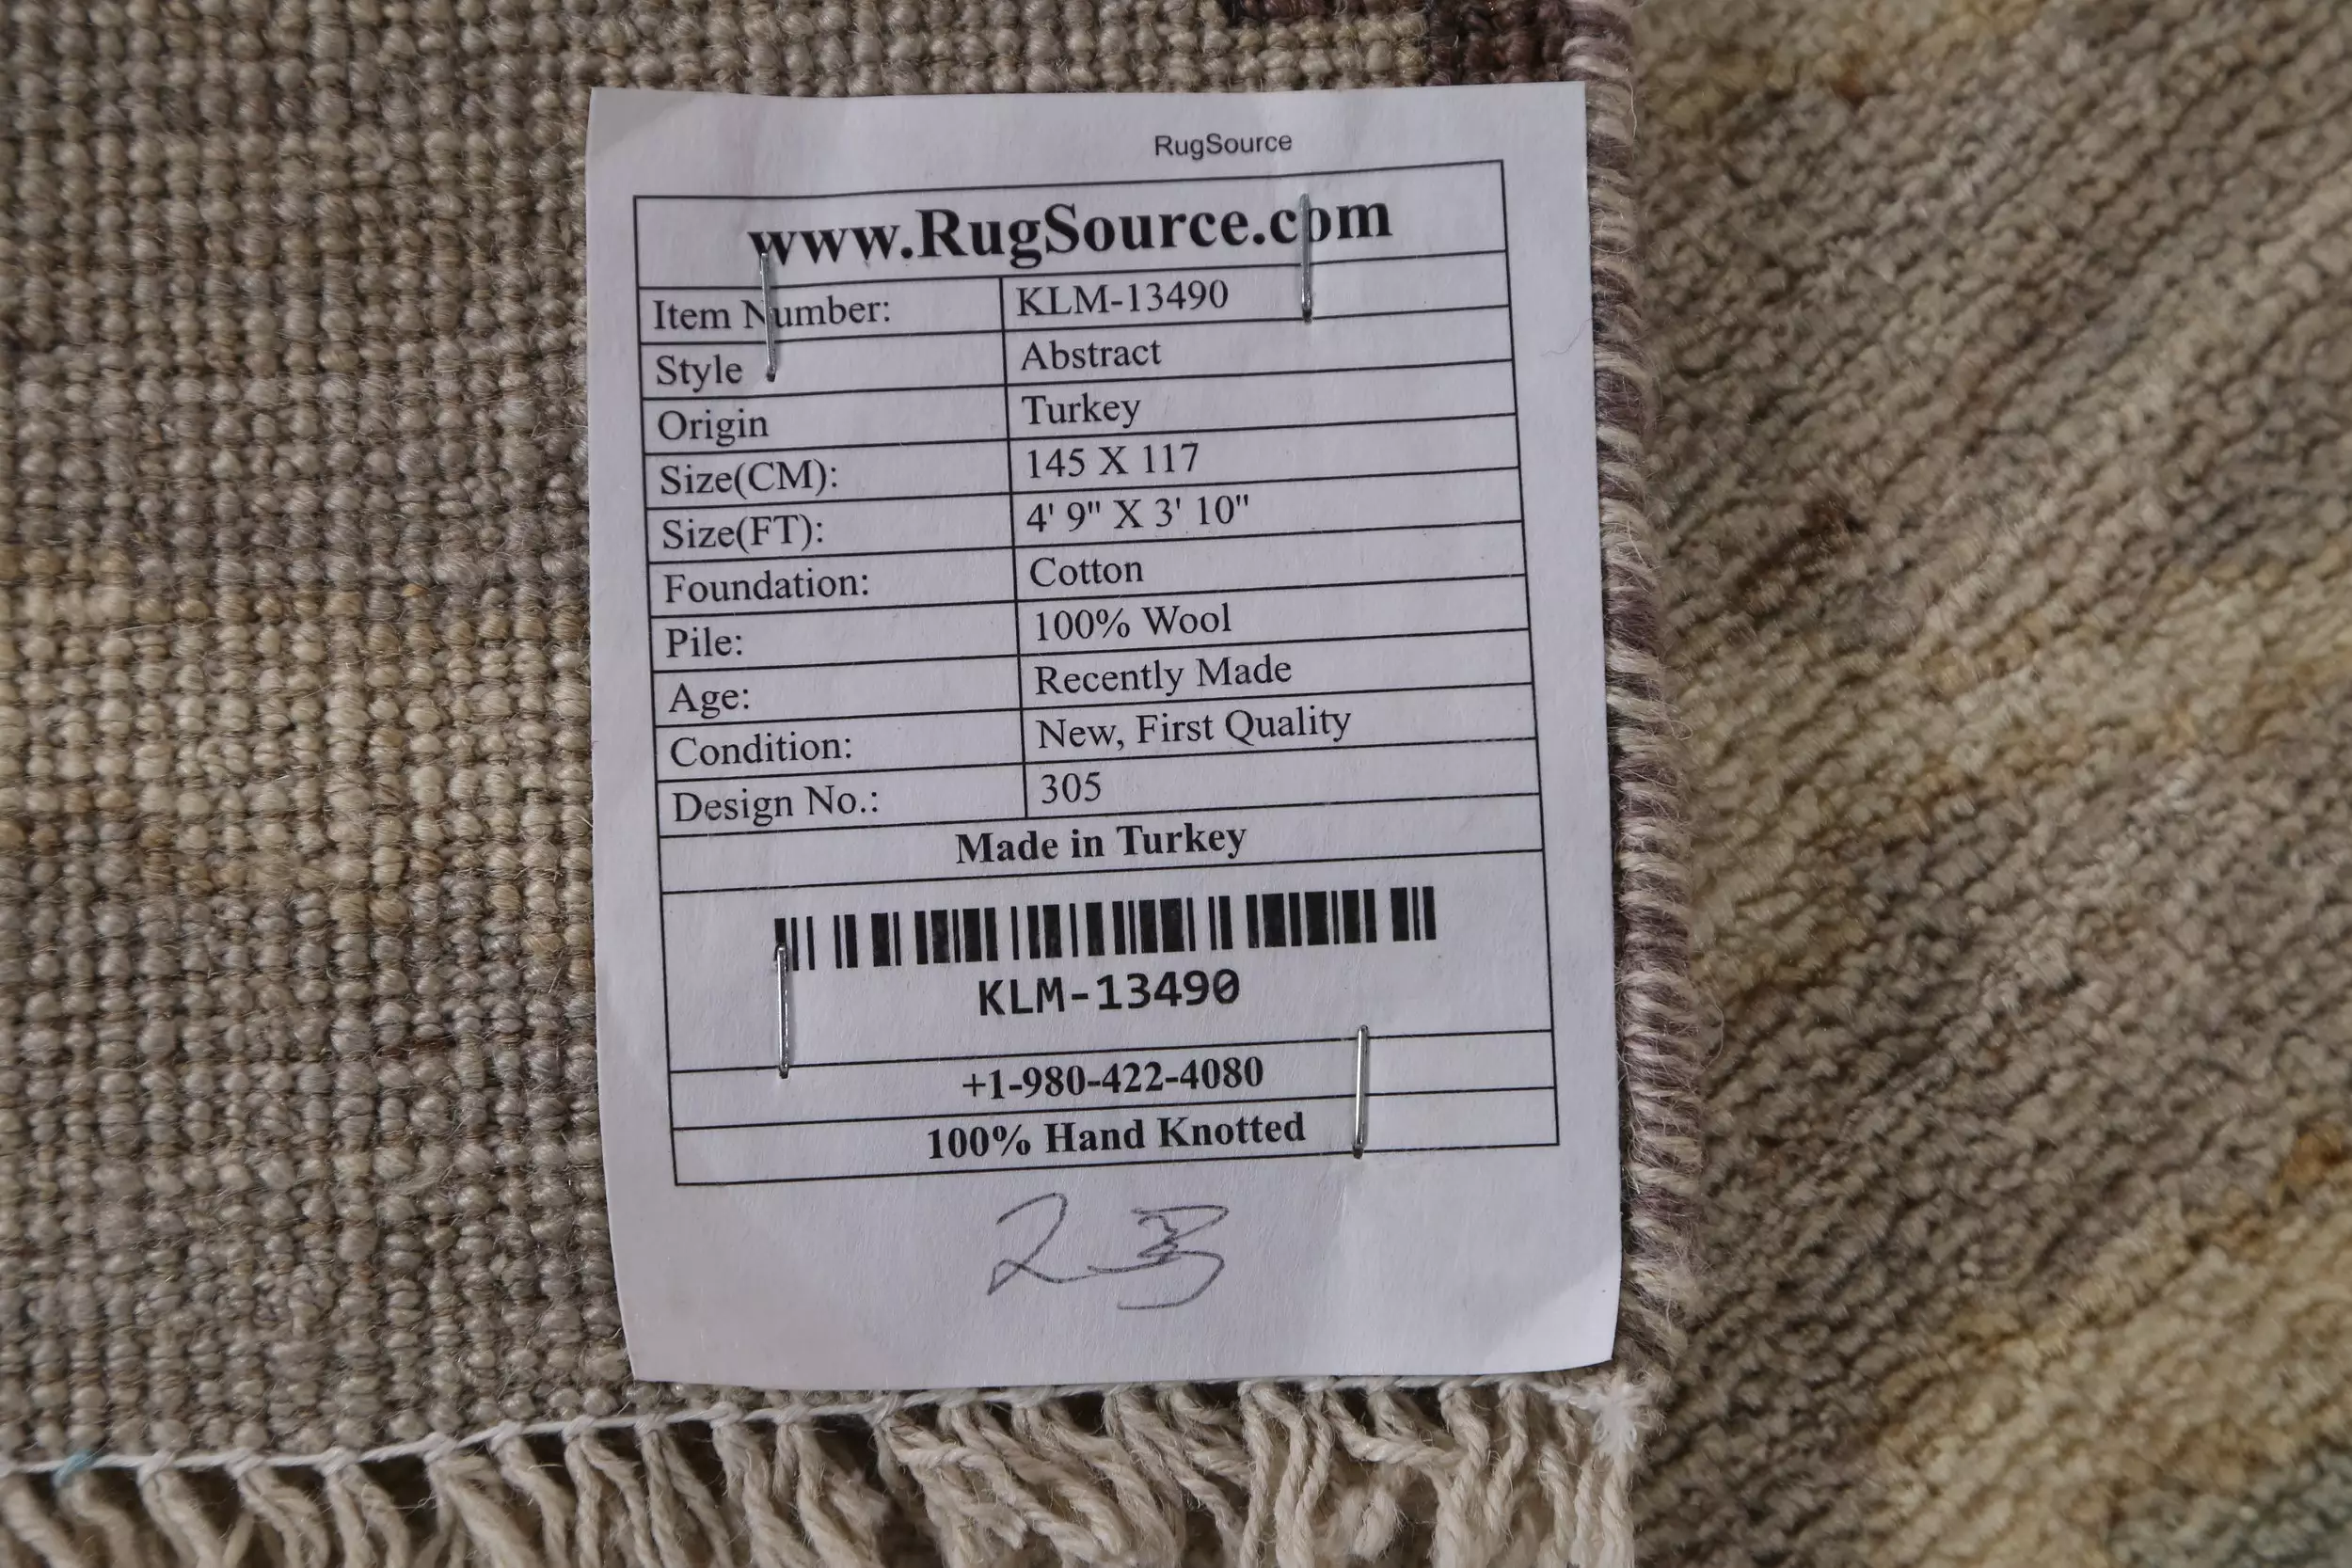 RugSource
www.RugSource.com
Item Number: KLM-13490
Style Abstract
Origin Turkey
Size(CM): 145 X 117
Size(FT): 4' 9" X 3' 10"
Foundation: Cotton
Pile: 100% Wool
Age: Recently Made
Condition: New, First Quality
Design No.: 305
Made in Turkey
KLM-13490
+1-980-422-4080
100% Hand Knotted